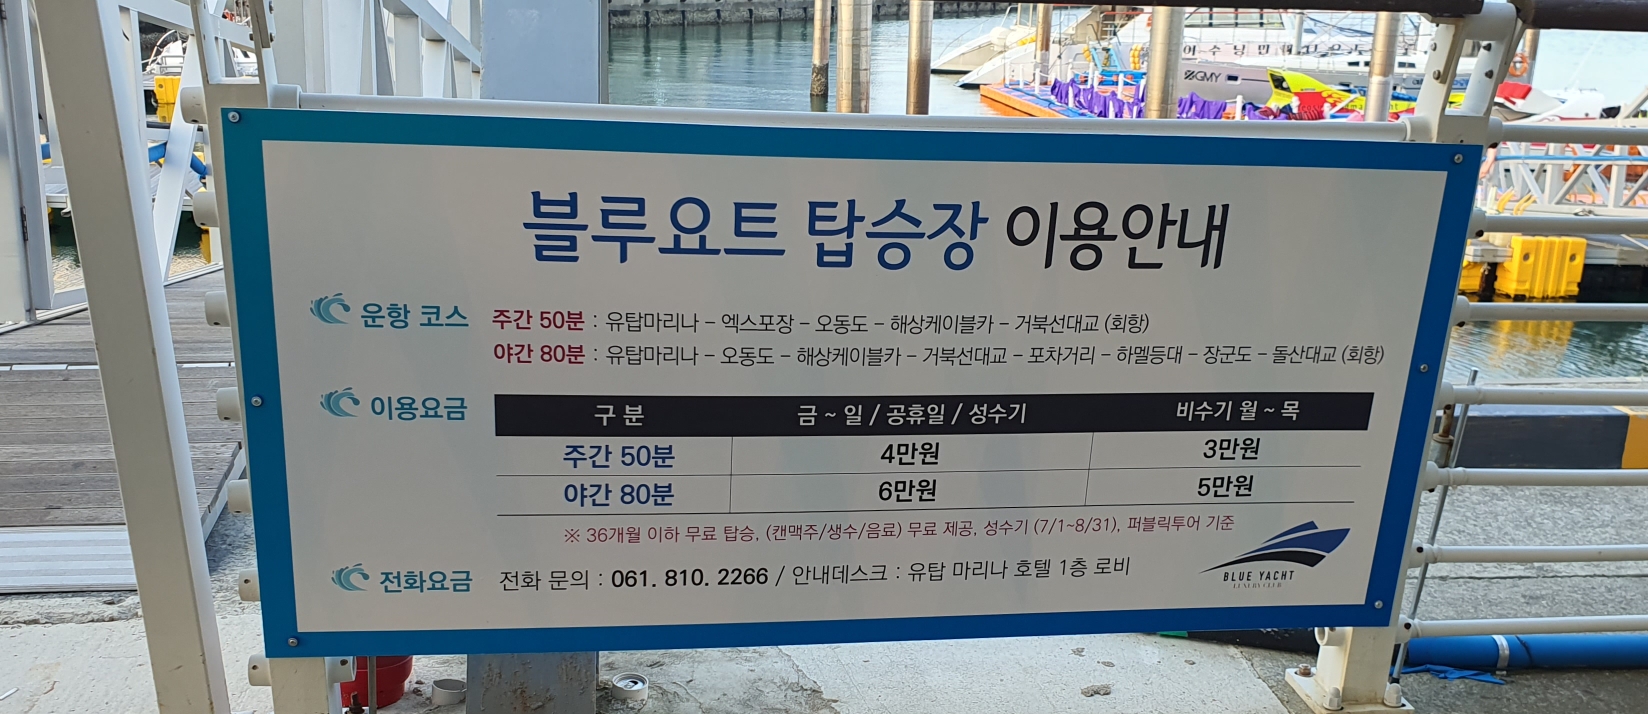 이수닝만
GMY
블루요트 탑승장 이용안내
운항 코스 주간 50분 : 유탑마리나 – 엑스포장 – 오동도 – 해상케이블카 – 거북선대교 (회항)
야간 80분 : 유탑마리나 – 오동도 – 해상케이블카 – 거북선대교 – 포차거리 – 하멜등대 – 장군도 – 돌산대교 (회항)
이용요금
구 분 금 ~ 일 / 공휴일 / 성수기 비수기 월 ~ 목
주간 50분 4만원 3만원
야간 80분 6만원 5만원
※ 36개월 이하 무료 탑승, (캔맥주/생수/음료) 무료 제공, 성수기 (7/1~8/31), 퍼블릭투어 기준
전화요금 전화 문의 : 061. 810. 2266 / 안내데스크 : 유탑 마리나 호텔 1층 로비
BLUE YACHT
LUXURY CLUB